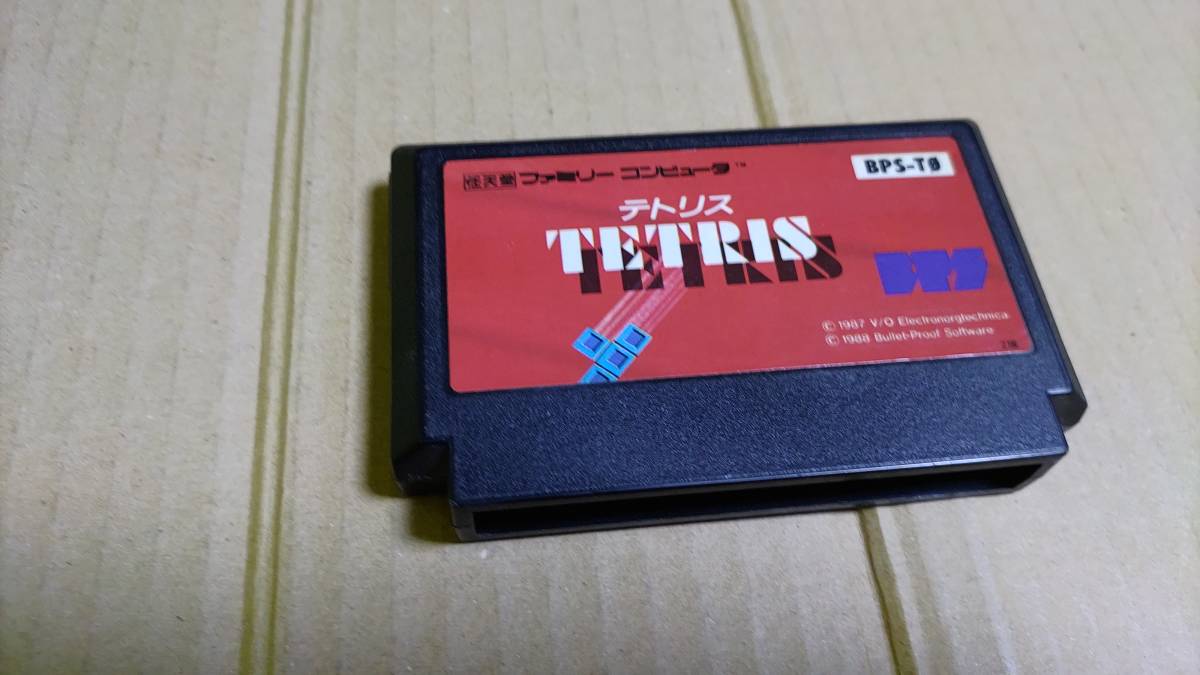 任天堂 ファミリー コンピュータ™
BPS-T0
テトリス
TETRIS
BPS
© 1987 V/O Electronorgtechnica
© 1988 Bullet-Proof Software